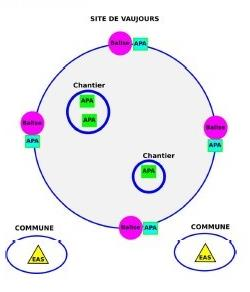 SITE DE VAUJOURS
Balise APA
Chantier
APA
APA
Balise
APA
Balise
APA
Chantier
APA
Balise APA
COMMUNE
EAS
COMMUNE
EAS